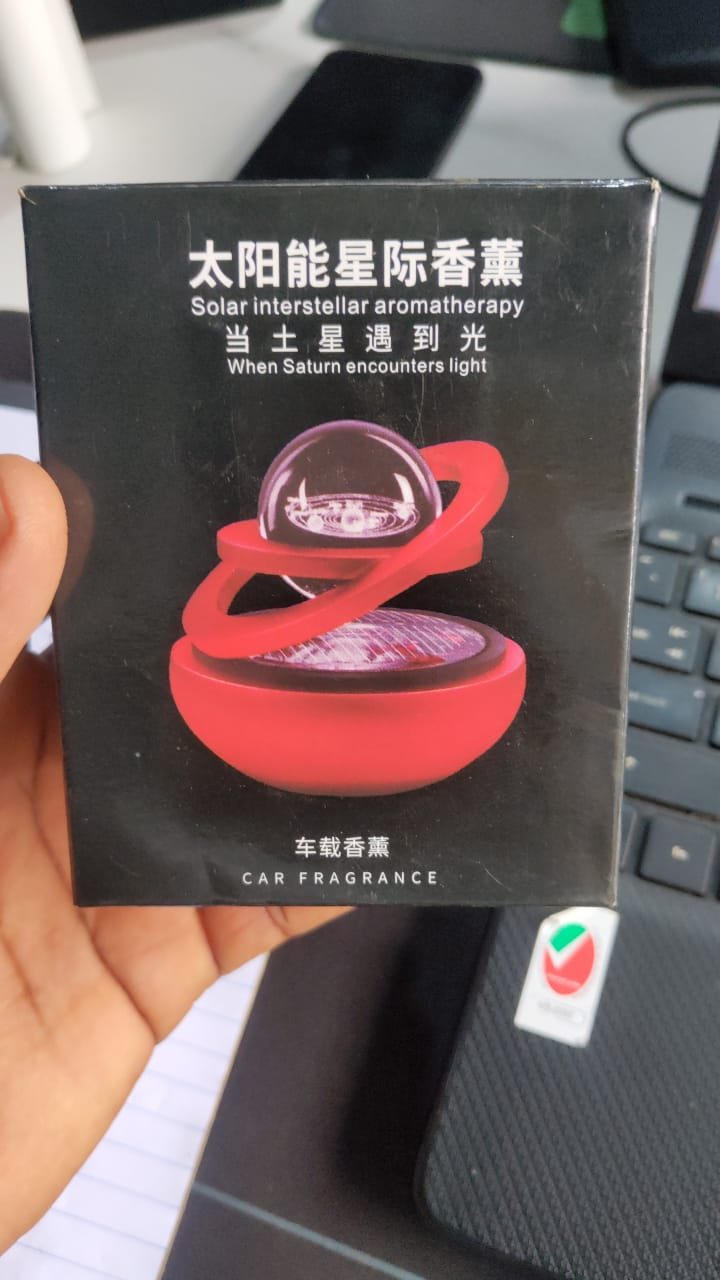 太阳能星际香薰
Solar interstellar aromatherapy
当土星遇到光
When Saturn encounters light
车载香薰
CAR FRAGRANCE